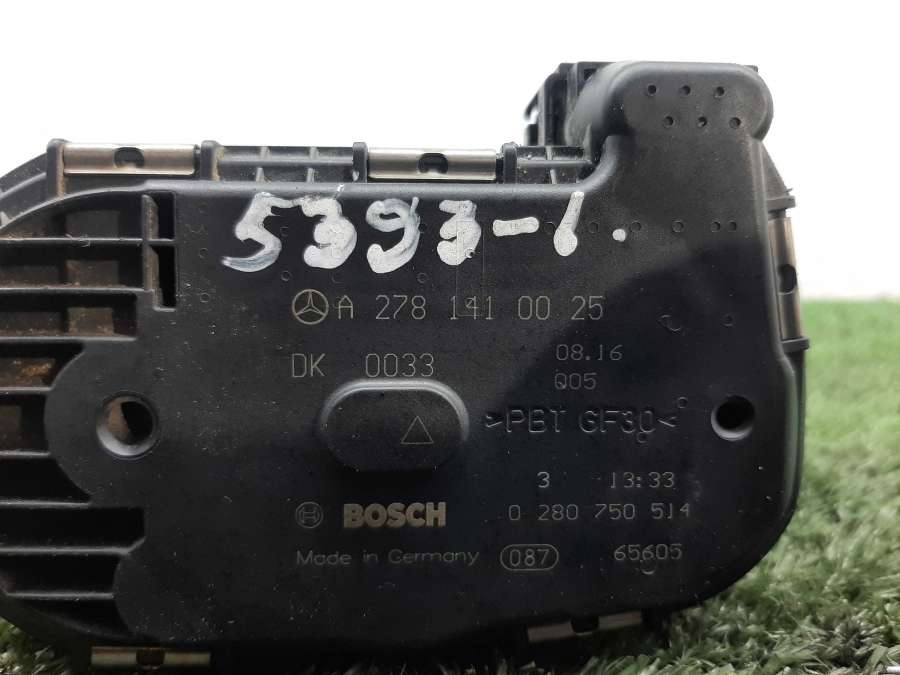 5393-1.
A 278 141 00 25
DK 0033
08.16
Q05
>PBT GF30<
3 13:33
BOSCH 0 280 750 514
Made in Germany 087 65605